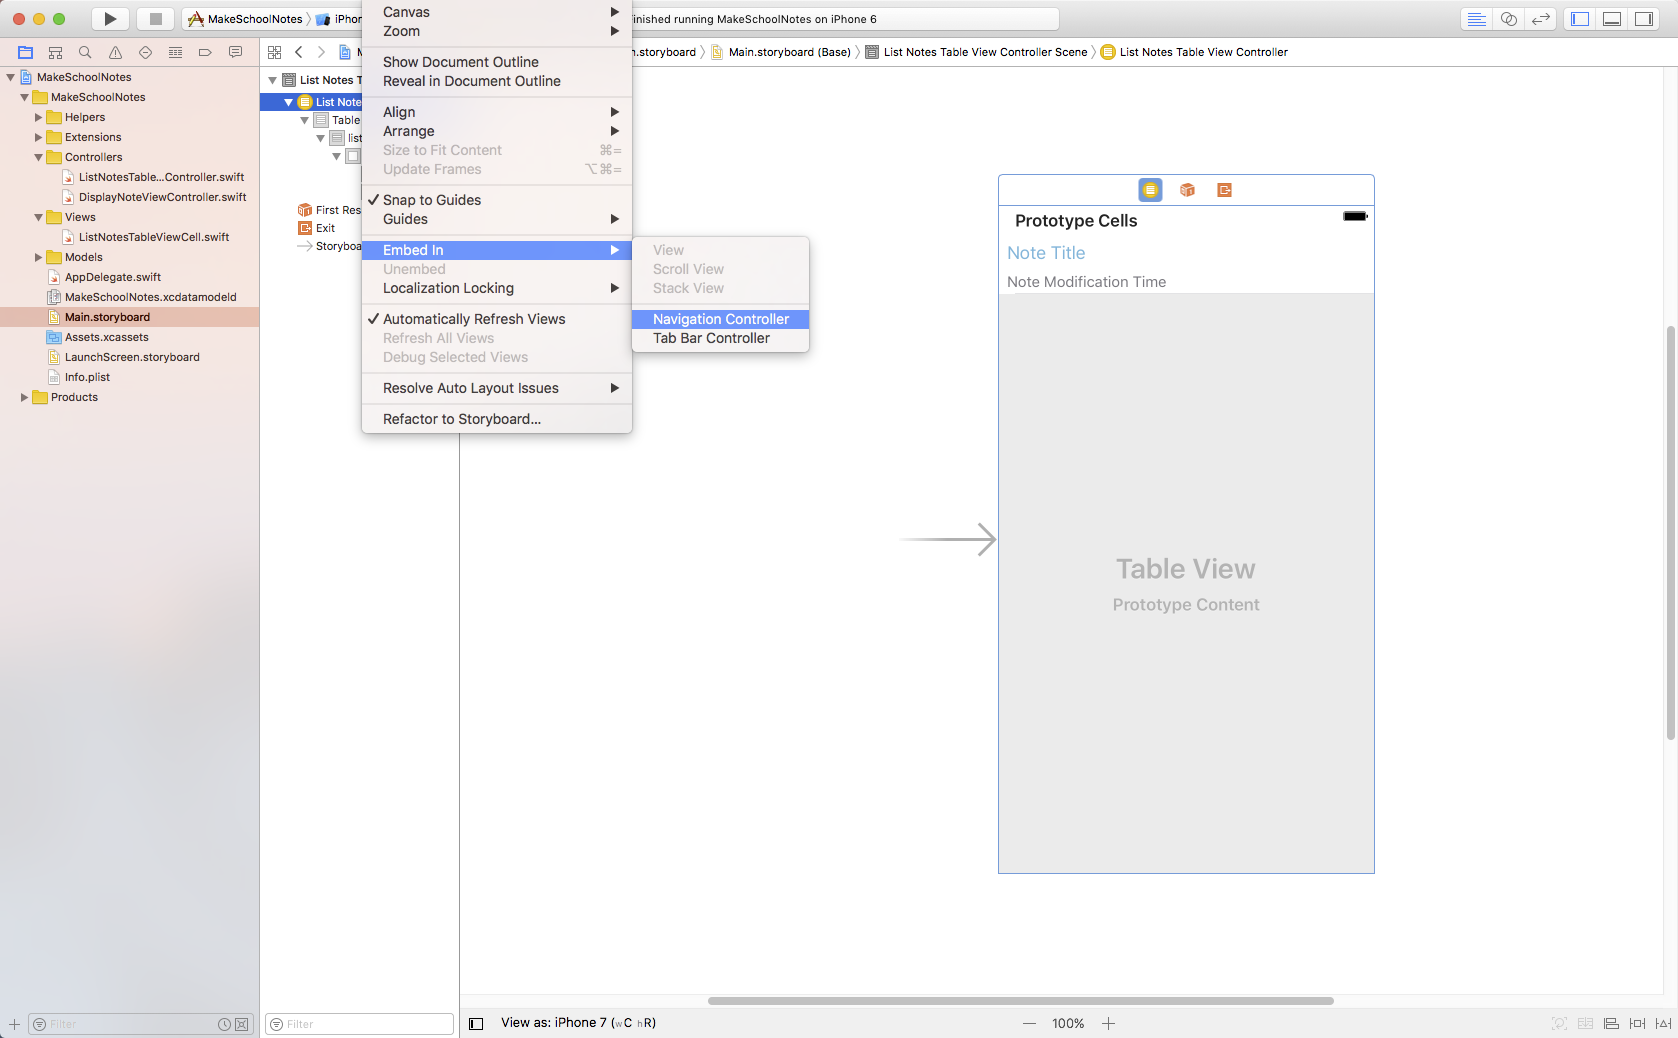 MakeSchoolNotes
iPhon
Finished running MakeSchoolNotes on iPhone 6
.storyboard
Main.storyboard (Base)
List Notes Table View Controller Scene
List Notes Table View Controller
MakeSchoolNotes
MakeSchoolNotes
Helpers
Extensions
Controllers
ListNotesTable...Controller.swift
DisplayNoteViewController.swift
Views
ListNotesTableViewCell.swift
Models
AppDelegate.swift
MakeSchoolNotes.xcdatamodeld
Main.storyboard
Assets.xcassets
LaunchScreen.storyboard
Info.plist
Products
Filter
List Notes T
List Note
Table
list
First Res
Exit
Storyboa
Filter
Canvas
Zoom
Show Document Outline
Reveal in Document Outline
Align
Arrange
Size to Fit Content ⌘=
Update Frames ⌥⌘=
✓ Snap to Guides
Guides
Embed In
Unembed
Localization Locking
✓ Automatically Refresh Views
Refresh All Views
Debug Selected Views
Resolve Auto Layout Issues
Refactor to Storyboard...
View
Scroll View
Stack View
Navigation Controller
Tab Bar Controller
Prototype Cells
Note Title
Note Modification Time
Table View
Prototype Content
View as: iPhone 7 (wC hR)
100%